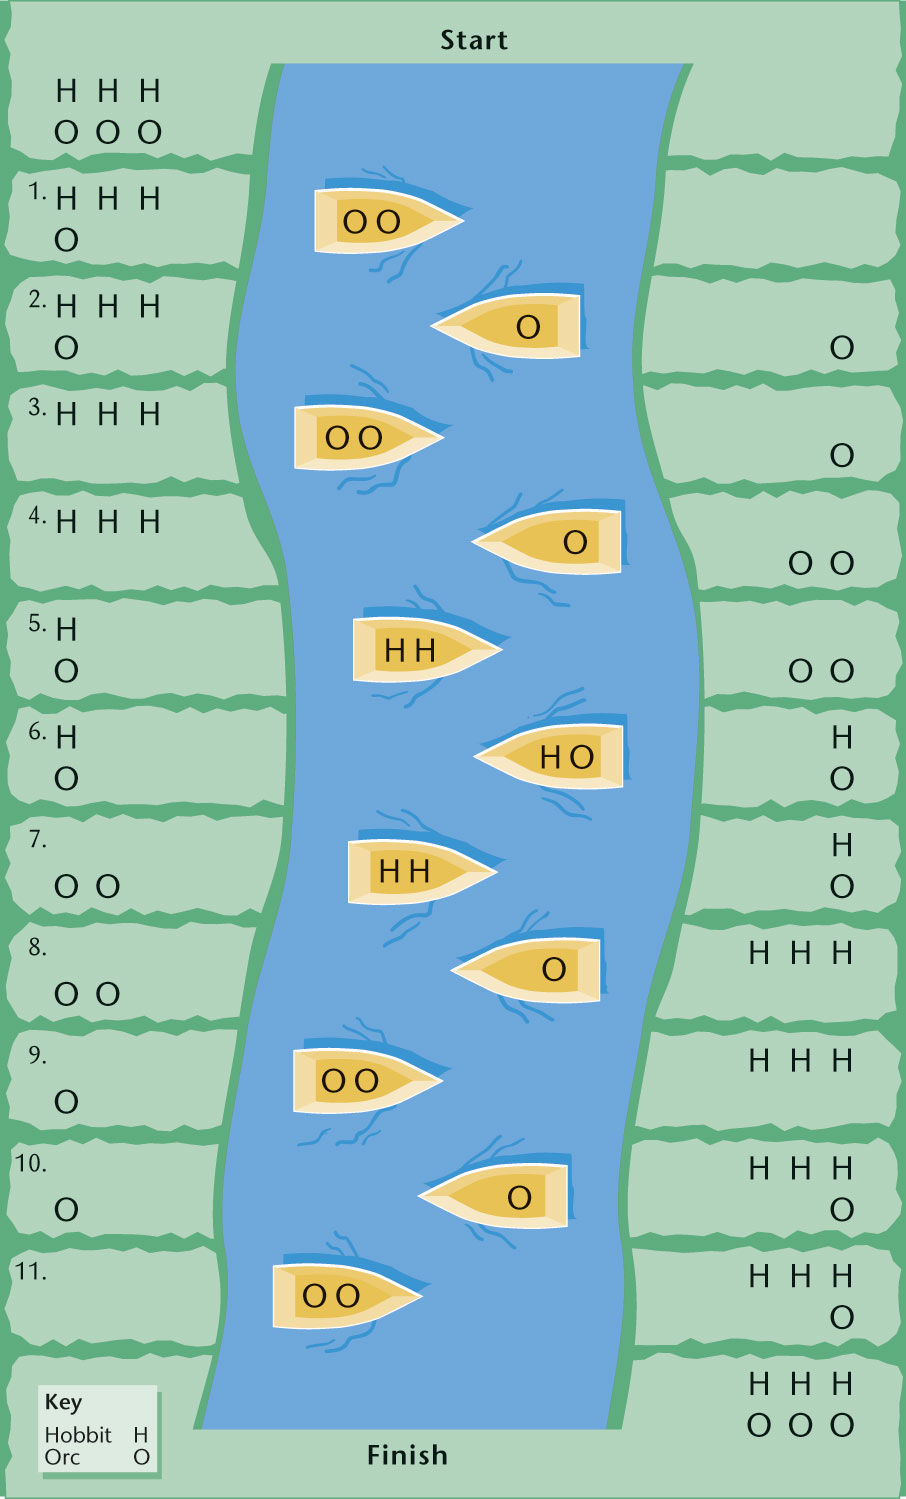 Start
H H H
O O O
1. H H H
O
O O
2. H H H
O
O
O
3. H H H
O O
O
4. H H H
O
O O
5. H
O
H H
O O
6. H
O
H O
H
O
7.
O O
H H
H
O
8.
O O
O
H H H
9.
O
O O
H H H
10.
O
O
H H H
O
11.
O O
H H H
O
H H H
O O O
Key
Hobbit H
Orc O
Finish